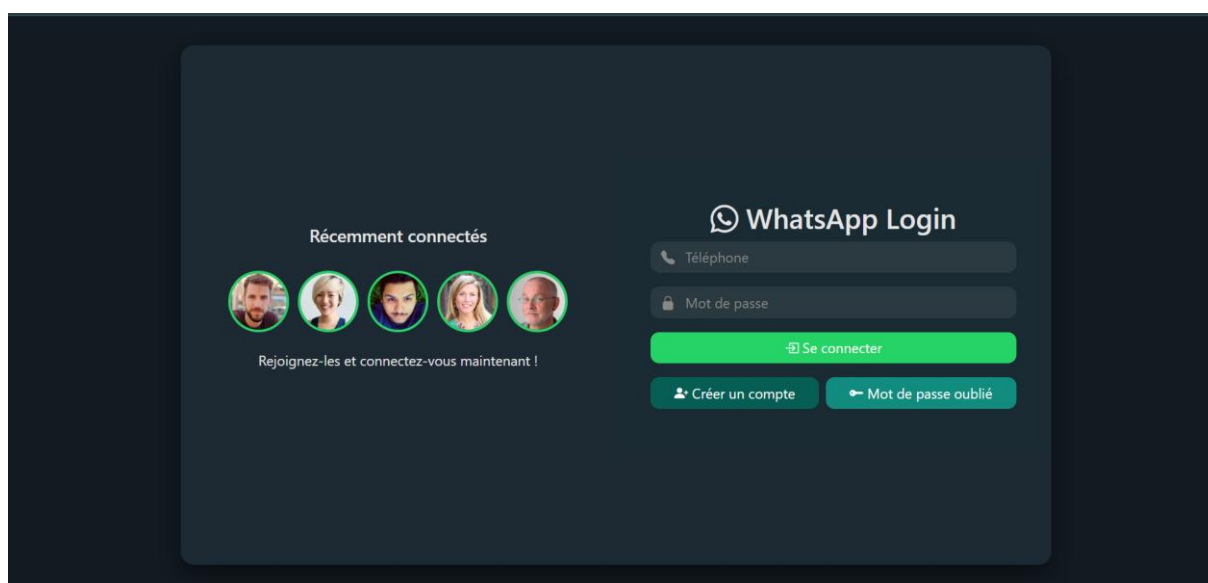 Récemment connectés
Rejoignez-les et connectez-vous maintenant !
WhatsApp Login
Téléphone
Mot de passe
Se connecter
Créer un compte
Mot de passe oublié